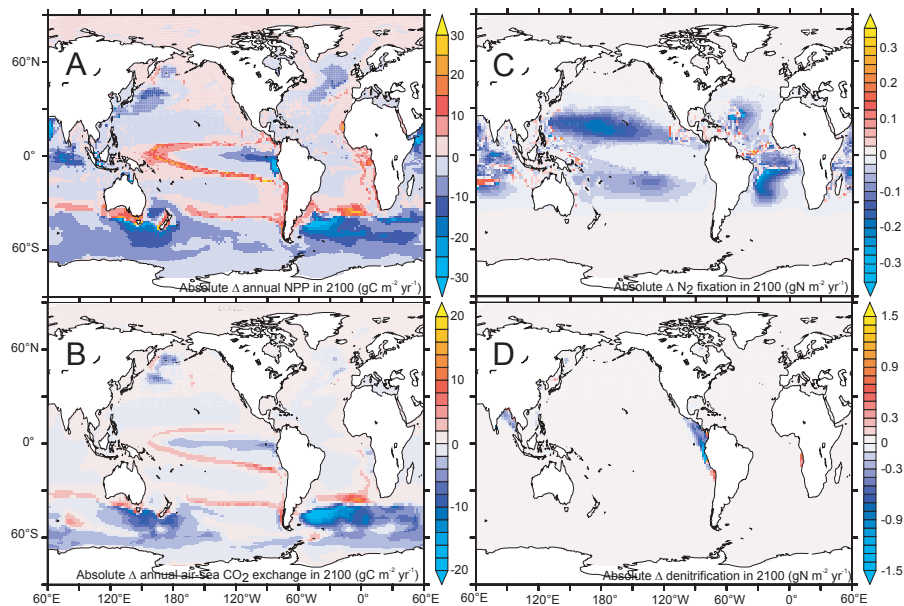 A
60°N
0°
60°S
Absolute Δ annual NPP in 2100 (gC m⁻² yr⁻¹)
30
20
10
0
-10
-20
-30
C
Absolute Δ N₂ fixation in 2100 (gN m⁻² yr⁻¹)
0.3
0.2
0.1
0
-0.1
-0.2
-0.3
B
60°N
0°
60°S
Absolute Δ annual air-sea CO₂ exchange in 2100 (gC m⁻² yr⁻¹)
60°E 120°E 180° 120°W 60°W 0° 60°E
20
10
0
-10
-20
D
Absolute Δ denitrification in 2100 (gN m⁻² yr⁻¹)
60°E 120°E 180° 120°W 60°W 0° 60°E
1.5
0.9
0.3
0
-0.3
-0.9
-1.5